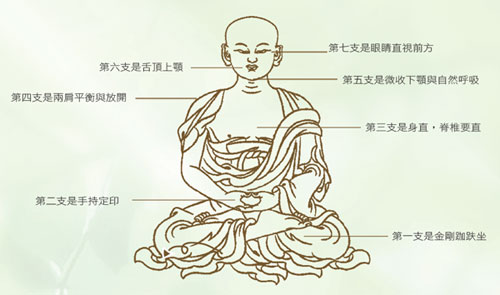 第七支是眼睛直視前方
第六支是舌頂上顎
第五支是微收下顎與自然呼吸
第四支是兩肩平衡與放開
第三支是身直，脊椎要直
第二支是手持定印
第一支是金剛跏趺坐